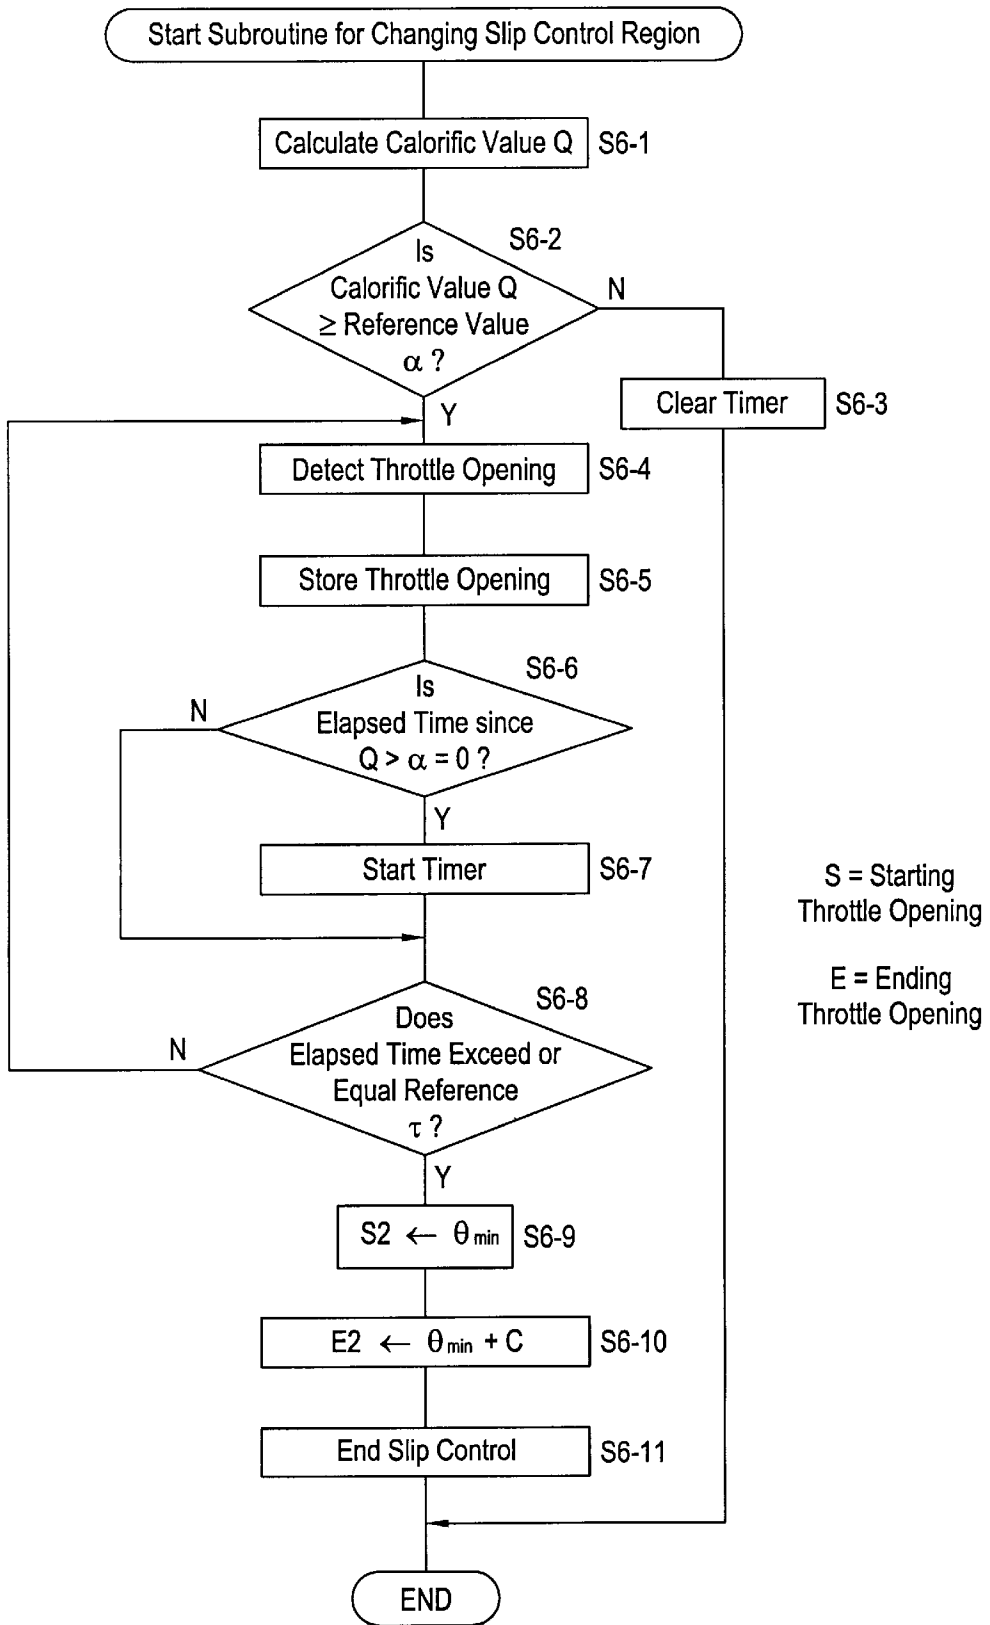 Start Subroutine for Changing Slip Control Region
Calculate Calorific Value Q
S6-1
S6-2
Is
Calorific Value Q
≥ Reference Value
α ?
N
Y
Clear Timer
S6-3
Detect Throttle Opening
S6-4
Store Throttle Opening
S6-5
S6-6
Is
Elapsed Time since
Q > α = 0 ?
N
Y
Start Timer
S6-7
S = Starting
Throttle Opening
E = Ending
Throttle Opening
S6-8
Does
Elapsed Time Exceed or
Equal Reference
τ ?
N
Y
S2 ← θmin
S6-9
E2 ← θmin + C
S6-10
End Slip Control
S6-11
END